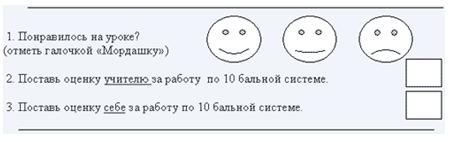 1. Понравилось на уроке?
(отметь галочкой «Мордашку»)
2. Поставь оценку учителю за работу по 10 бальной системе.
3. Поставь оценку себе за работу по 10 бальной системе.